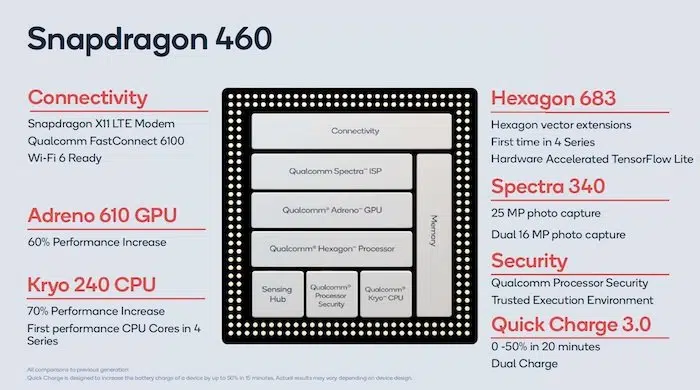 Snapdragon 460
Connectivity
Snapdragon X11 LTE Modem
Qualcomm FastConnect 6100
Wi-Fi 6 Ready
Adreno 610 GPU
60% Performance Increase
Kryo 240 CPU
70% Performance Increase
First performance CPU Cores in 4
Series
Connectivity
Qualcomm Spectra™ ISP
Qualcomm® Adreno™ GPU
Qualcomm® Hexagon™ Processor
Memory
Sensing
Hub
Qualcomm®
Processor
Security
Qualcomm®
Kryo™ CPU
Hexagon 683
Hexagon vector extensions
First time in 4 Series
Hardware Accelerated TensorFlow Lite
Spectra 340
25 MP photo capture
Dual 16 MP photo capture
Security
Qualcomm Processor Security
Trusted Execution Environment
Quick Charge 3.0
0 -50% in 20 minutes
Dual Charge
All comparisons to previous generation
Quick Charge is designed to increase the battery charge of a device by up to 50% in 15 minutes. Actual results may vary depending on device design.